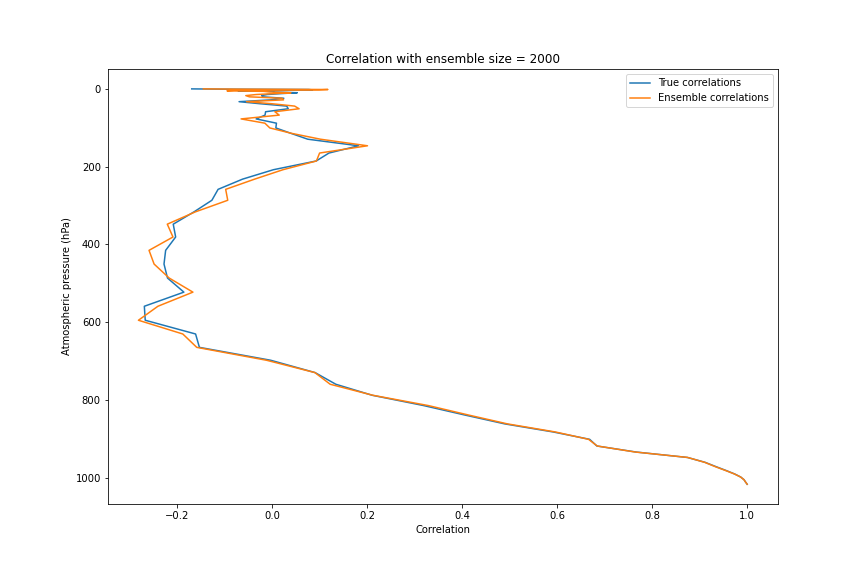 Correlation with ensemble size = 2000
True correlations
Ensemble correlations
0
200
400
600
800
1000
Atmospheric pressure (hPa)
−0.2
0.0
0.2
0.4
0.6
0.8
1.0
Correlation